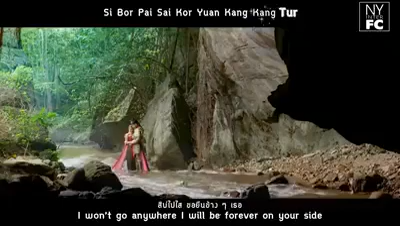 Si Bor Pai Sai Kor Yuan Kang Kang Tur
NY
INTER
FC
สิบ่ไปไส ขอยืนข้าง ๆ เธอ
I won't go anywhere I will be forever on your side